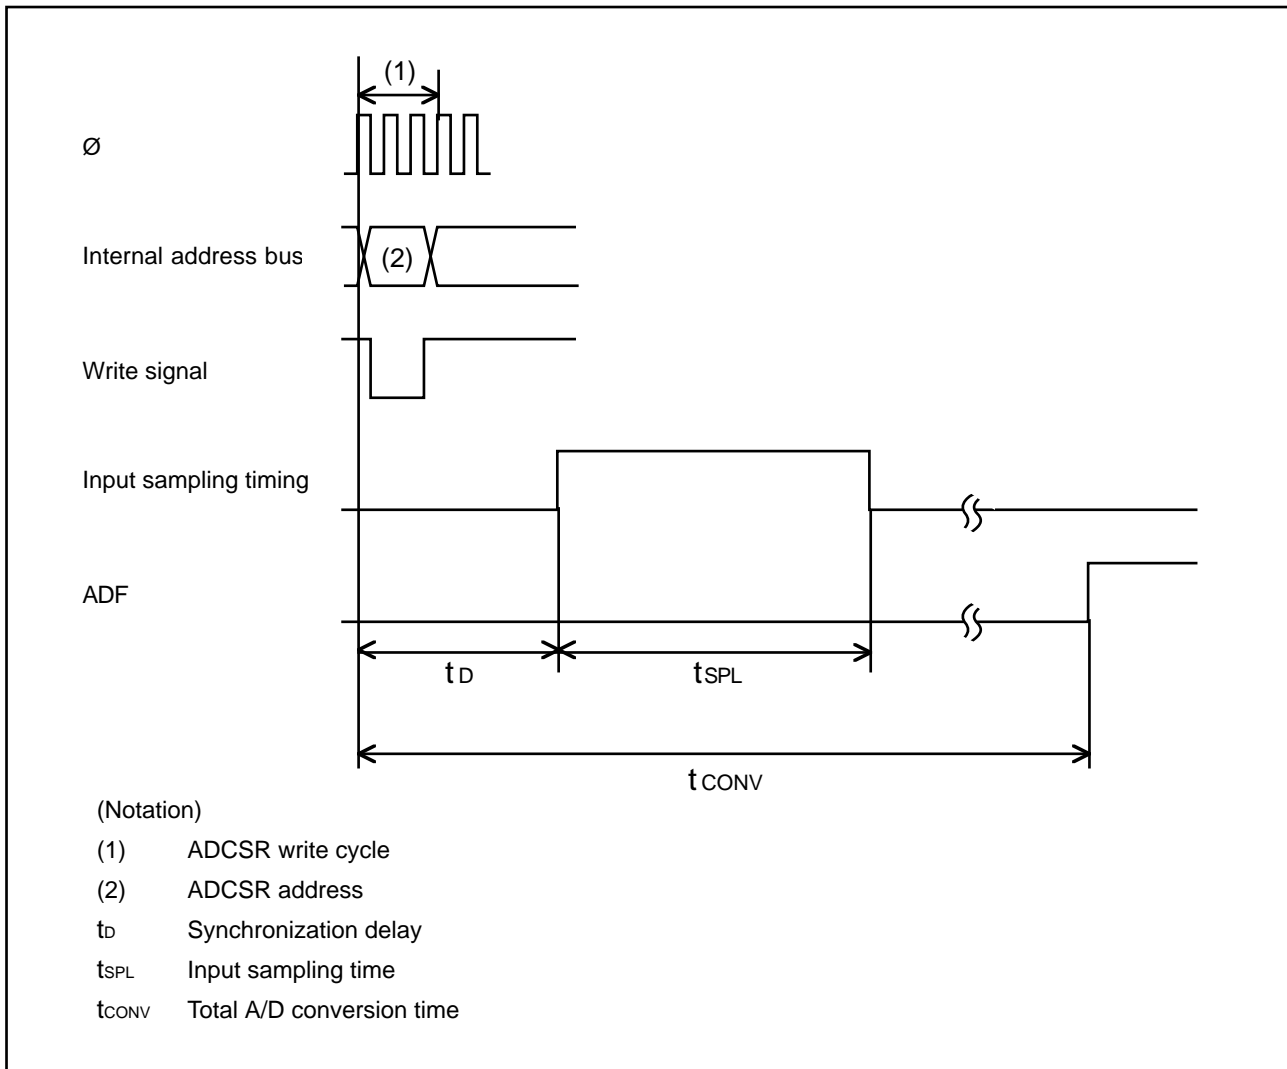 (1)
Ø
Internal address bus
(2)
Write signal
Input sampling timing
ADF
tD
tSPL
tCONV
(Notation)
(1) ADCSR write cycle
(2) ADCSR address
tD Synchronization delay
tSPL Input sampling time
tCONV Total A/D conversion time